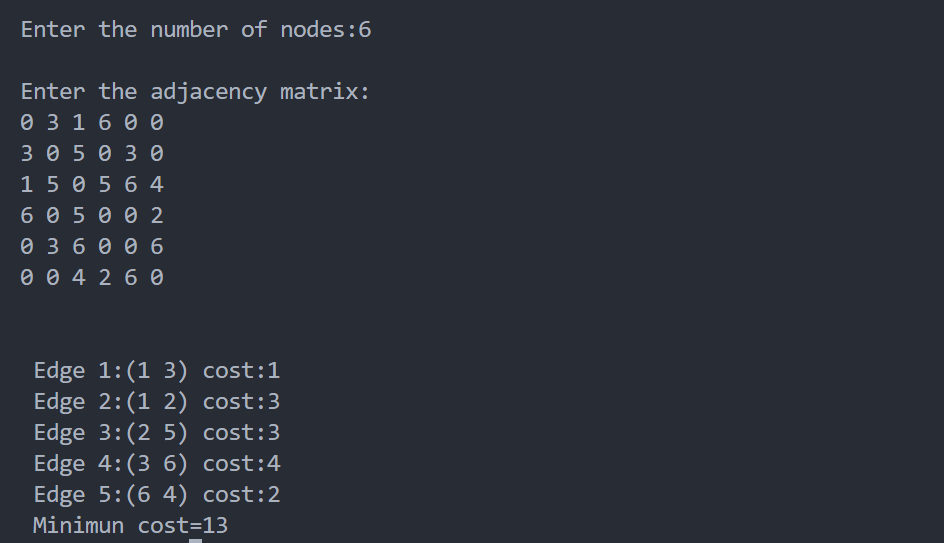 Enter the number of nodes:6
Enter the adjacency matrix:
0 3 1 6 0 0
3 0 5 0 3 0
1 5 0 5 6 4
6 0 5 0 0 2
0 3 6 0 0 6
0 0 4 2 6 0
Edge 1:(1 3) cost:1
Edge 2:(1 2) cost:3
Edge 3:(2 5) cost:3
Edge 4:(3 6) cost:4
Edge 5:(6 4) cost:2
Minimun cost=13